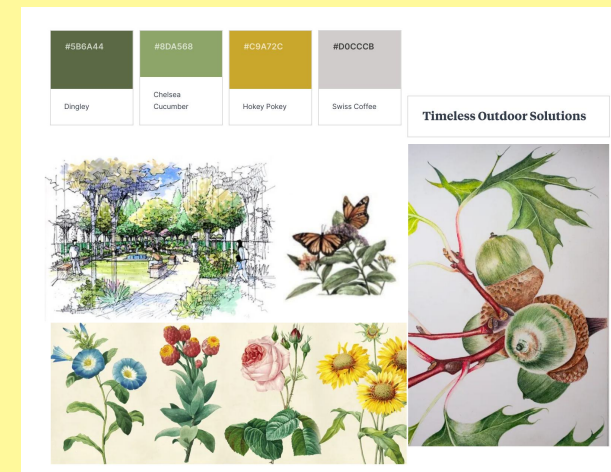 #5B6A44
#8DA568
#C9A72C
#D0CCCB
Dingley
Chelsea
Cucumber
Hokey Pokey
Swiss Coffee
Timeless Outdoor Solutions